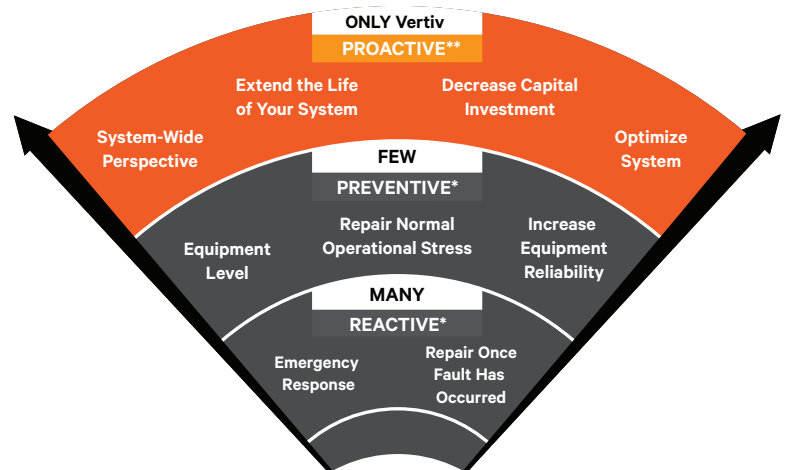 ONLY Vertiv
PROACTIVE**
Extend the Life
of Your System
Decrease Capital
Investment
System-Wide
Perspective
Optimize
System
FEW
PREVENTIVE*
Equipment
Level
Repair Normal
Operational Stress
Increase
Equipment
Reliability
MANY
REACTIVE*
Emergency
Response
Repair Once
Fault Has
Occurred